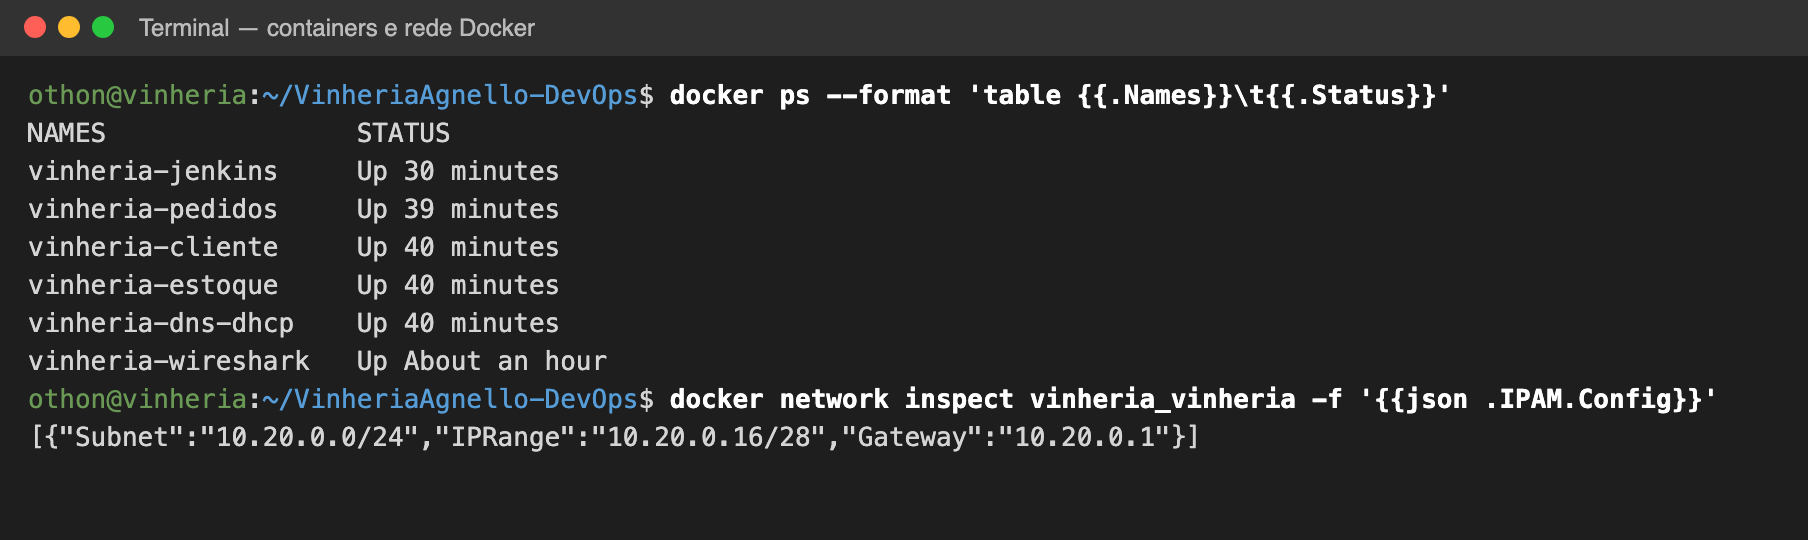 Terminal — containers e rede Docker
othon@vinheria:~/VinheriaAgnello-DevOps$ docker ps --format 'table {{.Names}}\t{{.Status}}'
NAMES STATUS
vinheria-jenkins Up 30 minutes
vinheria-pedidos Up 39 minutes
vinheria-cliente Up 40 minutes
vinheria-estoque Up 40 minutes
vinheria-dns-dhcp Up 40 minutes
vinheria-wireshark Up About an hour
othon@vinheria:~/VinheriaAgnello-DevOps$ docker network inspect vinheria_vinheria -f '{{json .IPAM.Config}}'
[{"Subnet":"10.20.0.0/24","IPRange":"10.20.0.16/28","Gateway":"10.20.0.1"}]